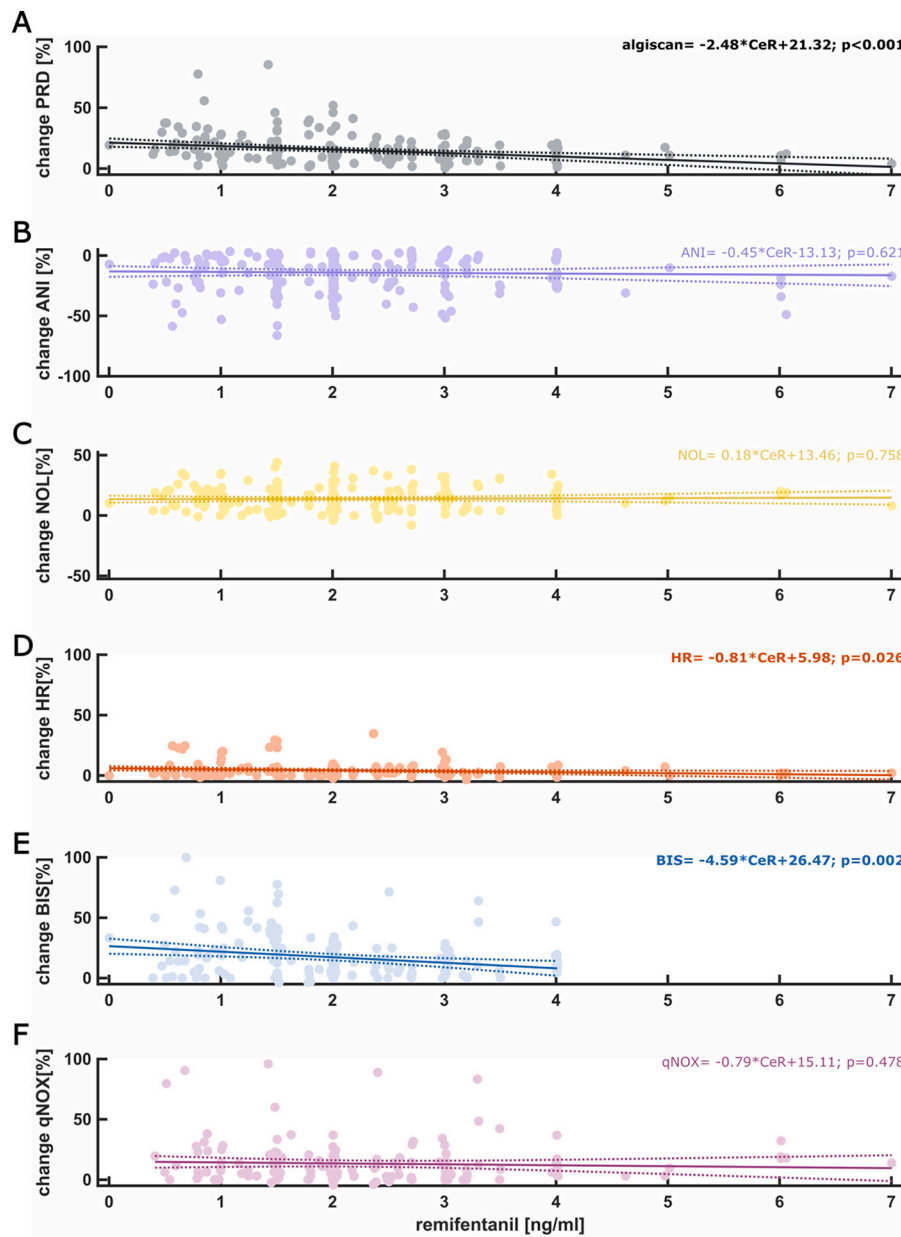 A
change PRD [%]
algiscan= -2.48*CeR+21.32; p<0.001
100
50
0
0 1 2 3 4 5 6 7
B
change ANI [%]
ANI= -0.45*CeR-13.13; p=0.621
0
-50
-100
0 1 2 3 4 5 6 7
C
change NOL[%]
NOL= 0.18*CeR+13.46; p=0.758
50
0
-50
0 1 2 3 4 5 6 7
D
change HR[%]
HR= -0.81*CeR+5.98; p=0.026
100
50
0
0 1 2 3 4 5 6 7
E
change BIS[%]
BIS= -4.59*CeR+26.47; p=0.002
100
50
0
0 1 2 3 4 5 6 7
F
change qNOX[%]
qNOX= -0.79*CeR+15.11; p=0.478
100
50
0
0 1 2 3 4 5 6 7
remifentanil [ng/ml]